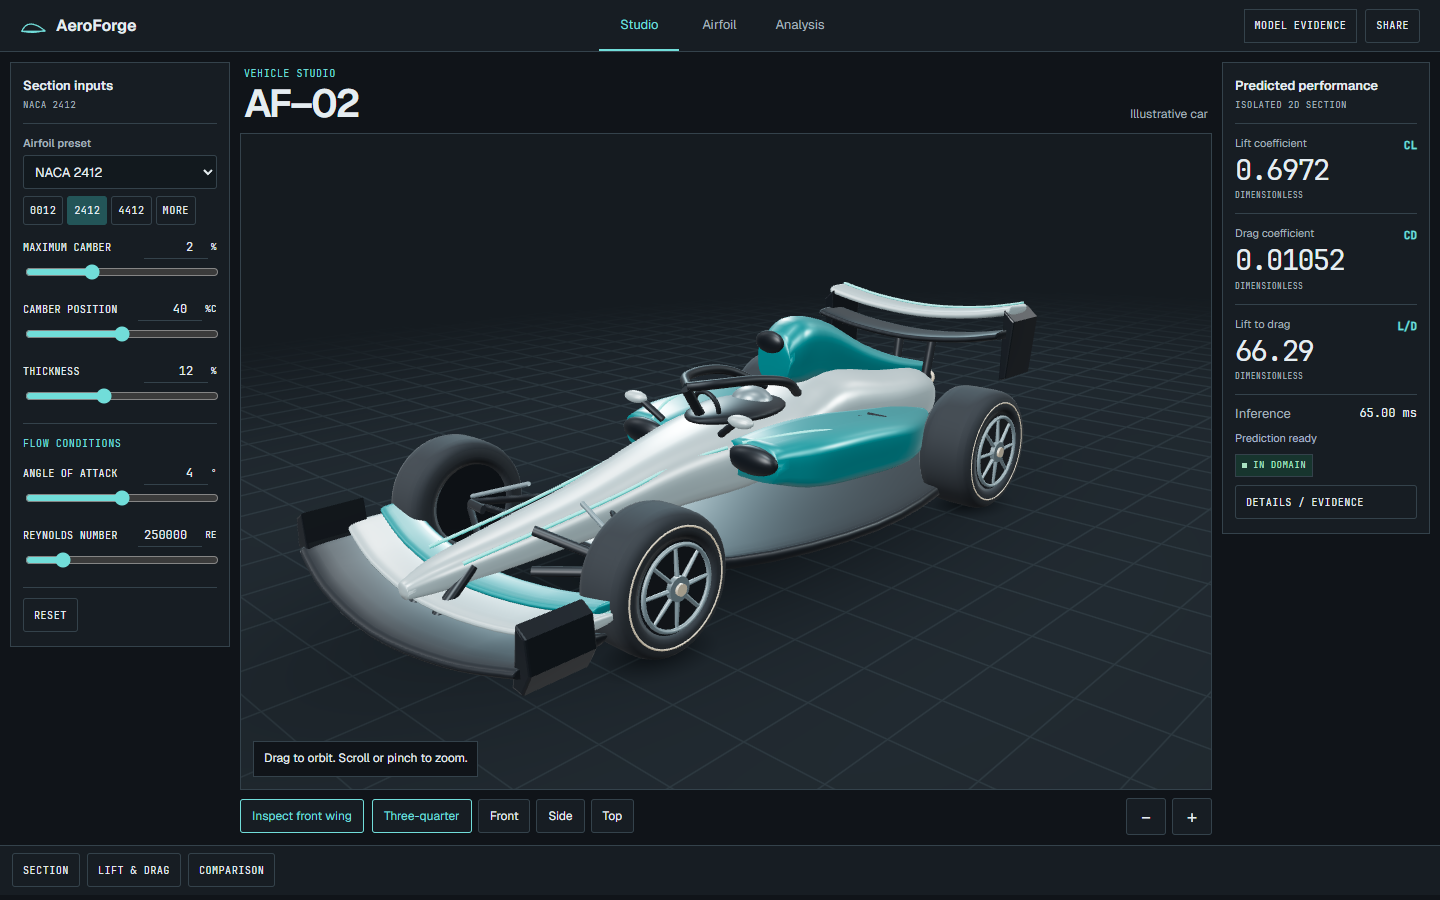 AeroForge
Studio
Airfoil
Analysis
MODEL EVIDENCE
SHARE
Section inputs
NACA 2412
Airfoil preset
NACA 2412
0012
2412
4412
MORE
MAXIMUM CAMBER 2 %
CAMBER POSITION 40 %C
THICKNESS 12 %
FLOW CONDITIONS
ANGLE OF ATTACK 4 °
REYNOLDS NUMBER 250000 RE
RESET
VEHICLE STUDIO
AF–02
Illustrative car
Drag to orbit. Scroll or pinch to zoom.
Inspect front wing
Three-quarter
Front
Side
Top
−
+
Predicted performance
ISOLATED 2D SECTION
Lift coefficient CL
0.6972
DIMENSIONLESS
Drag coefficient CD
0.01052
DIMENSIONLESS
Lift to drag L/D
66.29
DIMENSIONLESS
Inference 65.00 ms
Prediction ready
IN DOMAIN
DETAILS / EVIDENCE
SECTION
LIFT & DRAG
COMPARISON